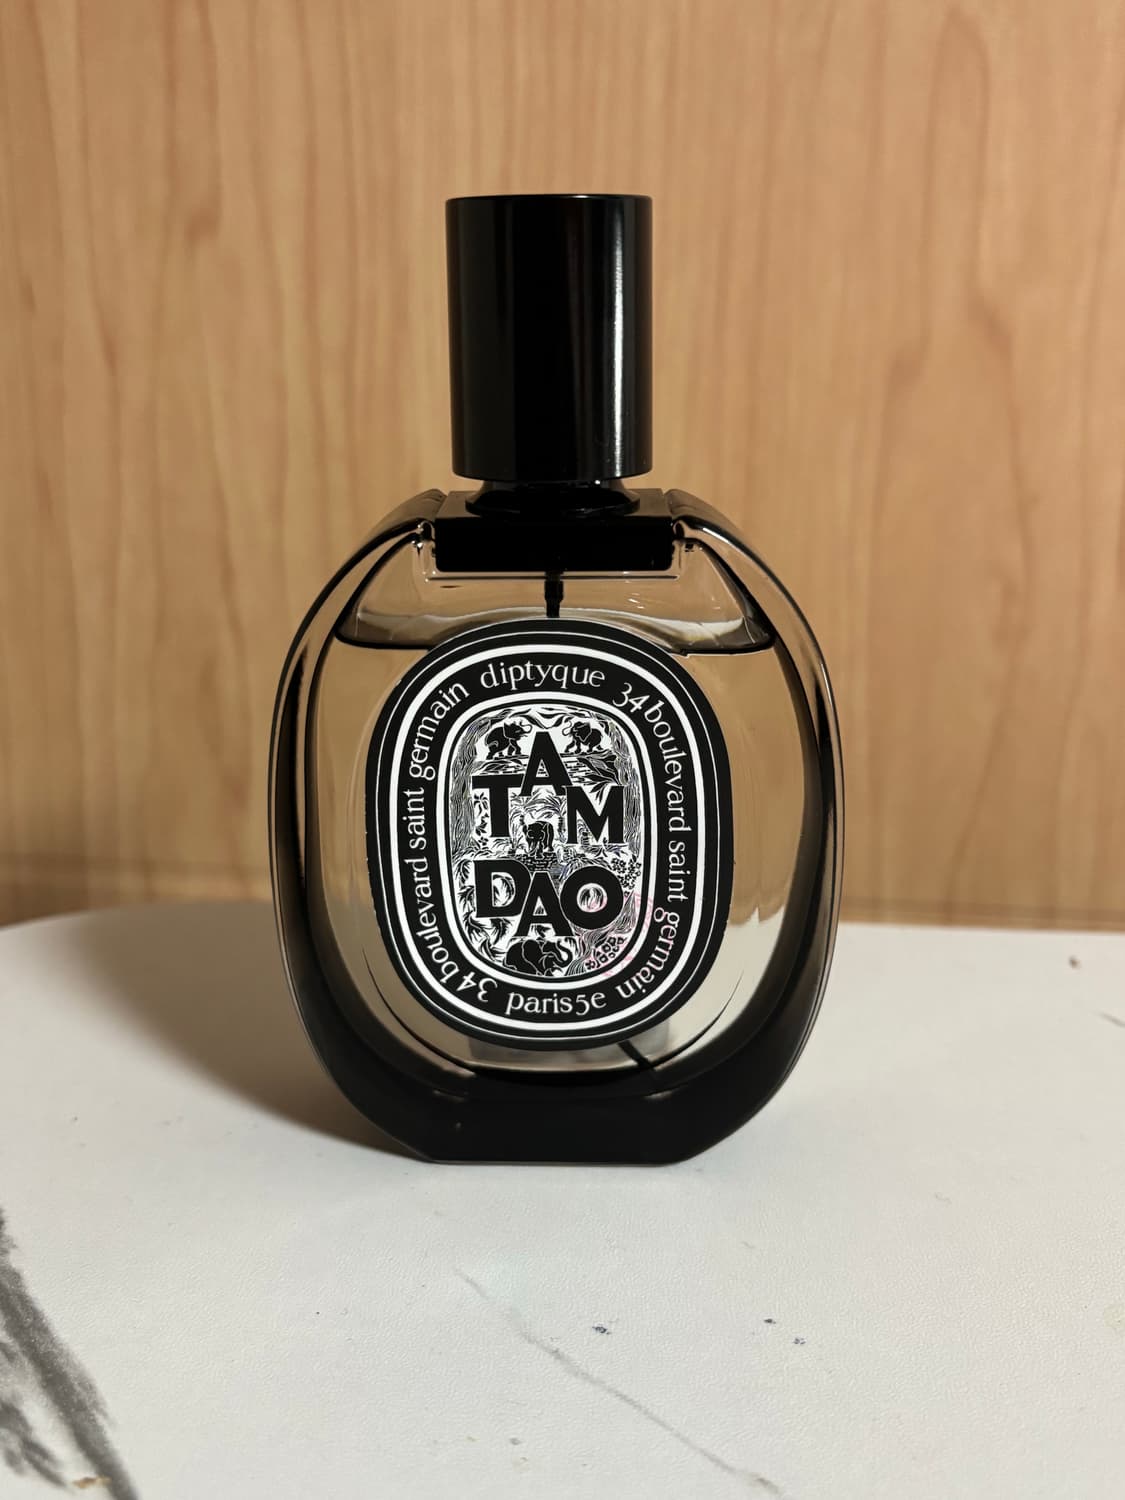 diptyque
34 boulevard saint germain
paris5e
34 boulevard saint germain
TAM
DAO